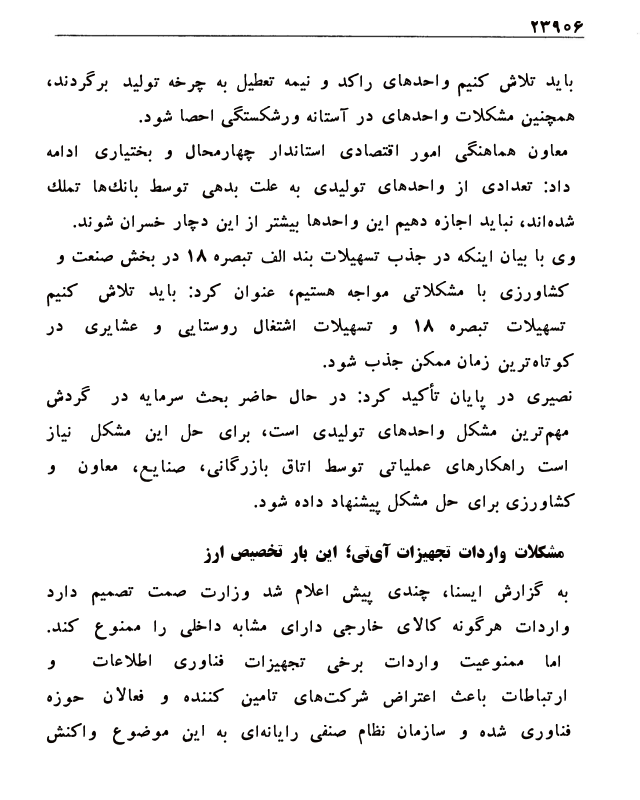 ۲۳۹۰۶
باید تلاش کنیم واحدهای راکد و نیمه تعطیل به چرخه تولید برگردند،
همچنین مشکلات واحدهای در آستانه ورشکستگی احصا شود.
معاون هماهنگی امور اقتصادی استاندار چهارمحال و بختیاری ادامه
داد: تعدادی از واحدهای تولیدی به علت بدهی توسط بانک‌ها تملک
شده‌اند، نباید اجازه دهیم این واحدها بیشتر از این دچار خسران شوند.
وی با بیان اینکه در جذب تسهیلات بند الف تبصره ۱۸ در بخش صنعت و
کشاورزی با مشکلاتی مواجه هستیم، عنوان کرد: باید تلاش کنیم
تسهیلات تبصره ۱۸ و تسهیلات اشتغال روستایی و عشایری در
کوتاه‌ترین زمان ممکن جذب شود.
نصیری در پایان تأکید کرد: در حال حاضر بحث سرمایه در گردش
مهم‌ترین مشکل واحدهای تولیدی است، برای حل این مشکل نیاز
است راهکارهای عملیاتی توسط اتاق بازرگانی، صنایع، معاون و
کشاورزی برای حل مشکل پیشنهاد داده شود.
مشکلات واردات تجهیزات آی‌تی؛ این بار تخصیص ارز
به گزارش ایسنا، چندی پیش اعلام شد وزارت صمت تصمیم دارد
واردات هرگونه کالای خارجی دارای مشابه داخلی را ممنوع کند.
اما ممنوعیت واردات برخی تجهیزات فناوری اطلاعات و
ارتباطات باعث اعتراض شرکت‌های تامین کننده و فعالان حوزه
فناوری شده و سازمان نظام صنفی رایانه‌ای به این موضوع واکنش